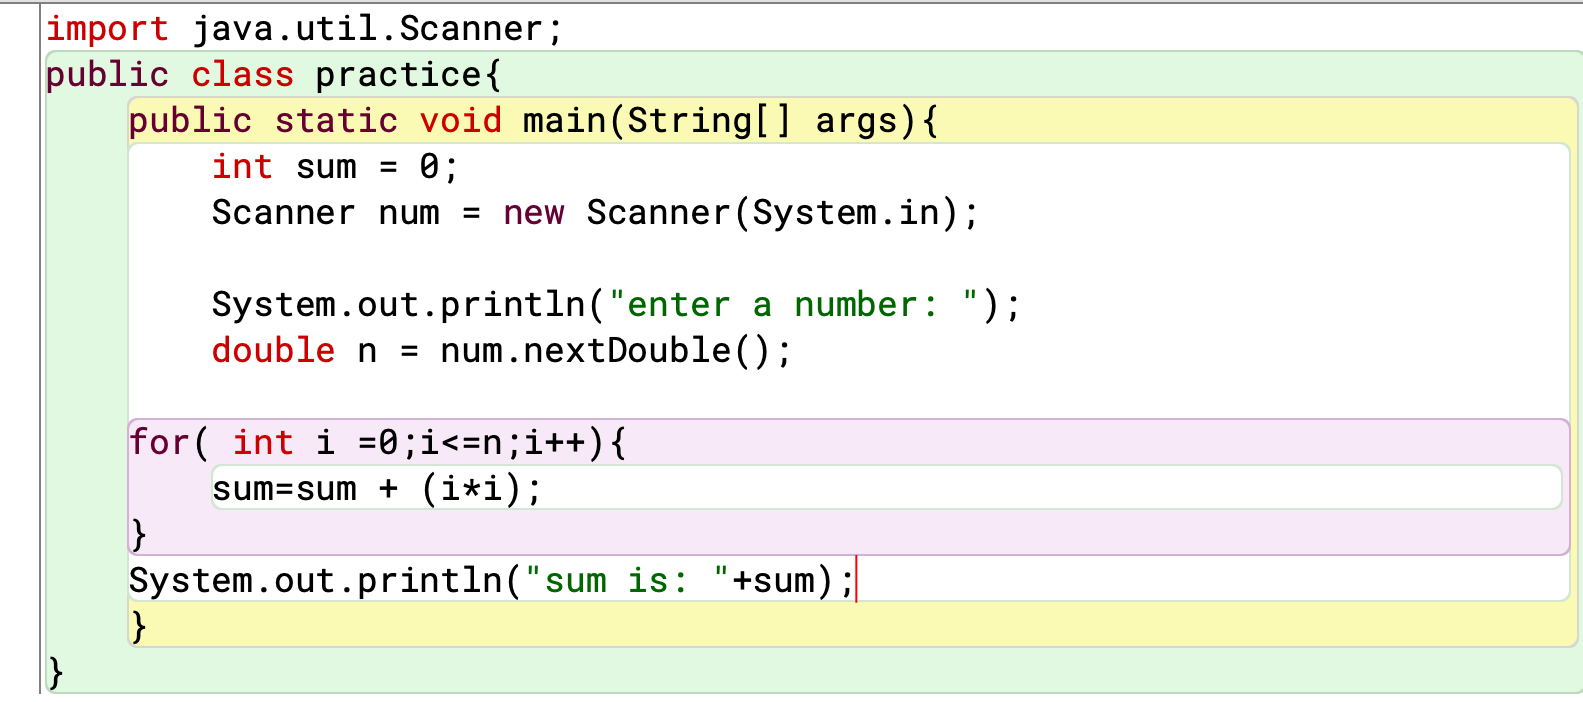 import java.util.Scanner;
public class practice{
    public static void main(String[] args){
        int sum = 0;
        Scanner num = new Scanner(System.in);

        System.out.println("enter a number: ");
        double n = num.nextDouble();

    for( int i =0;i<=n;i++){
        sum=sum + (i*i);
    }
    System.out.println("sum is: "+sum);
    }
}